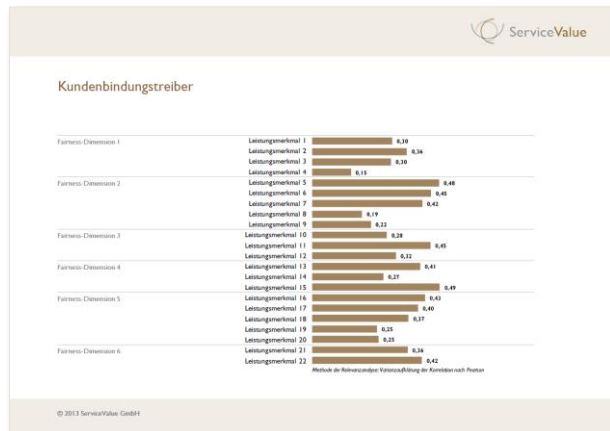 ServiceValue
Kundenbindungstreiber
Fairness-Dimension 1
Leistungsmerkmal 1 0,30
Leistungsmerkmal 2 0,36
Leistungsmerkmal 3 0,30
Leistungsmerkmal 4 0,15
Fairness-Dimension 2
Leistungsmerkmal 5 0,48
Leistungsmerkmal 6 0,45
Leistungsmerkmal 7 0,42
Leistungsmerkmal 8 0,19
Leistungsmerkmal 9 0,22
Fairness-Dimension 3
Leistungsmerkmal 10 0,28
Leistungsmerkmal 11 0,45
Leistungsmerkmal 12 0,32
Fairness-Dimension 4
Leistungsmerkmal 13 0,41
Leistungsmerkmal 14 0,27
Leistungsmerkmal 15 0,49
Fairness-Dimension 5
Leistungsmerkmal 16 0,43
Leistungsmerkmal 17 0,40
Leistungsmerkmal 18 0,37
Leistungsmerkmal 19 0,25
Leistungsmerkmal 20 0,25
Fairness-Dimension 6
Leistungsmerkmal 21 0,36
Leistungsmerkmal 22 0,42
Methode der Relevanzanalyse: Varianzaufklärung der Korrelation nach Pearson
© 2013 ServiceValue GmbH